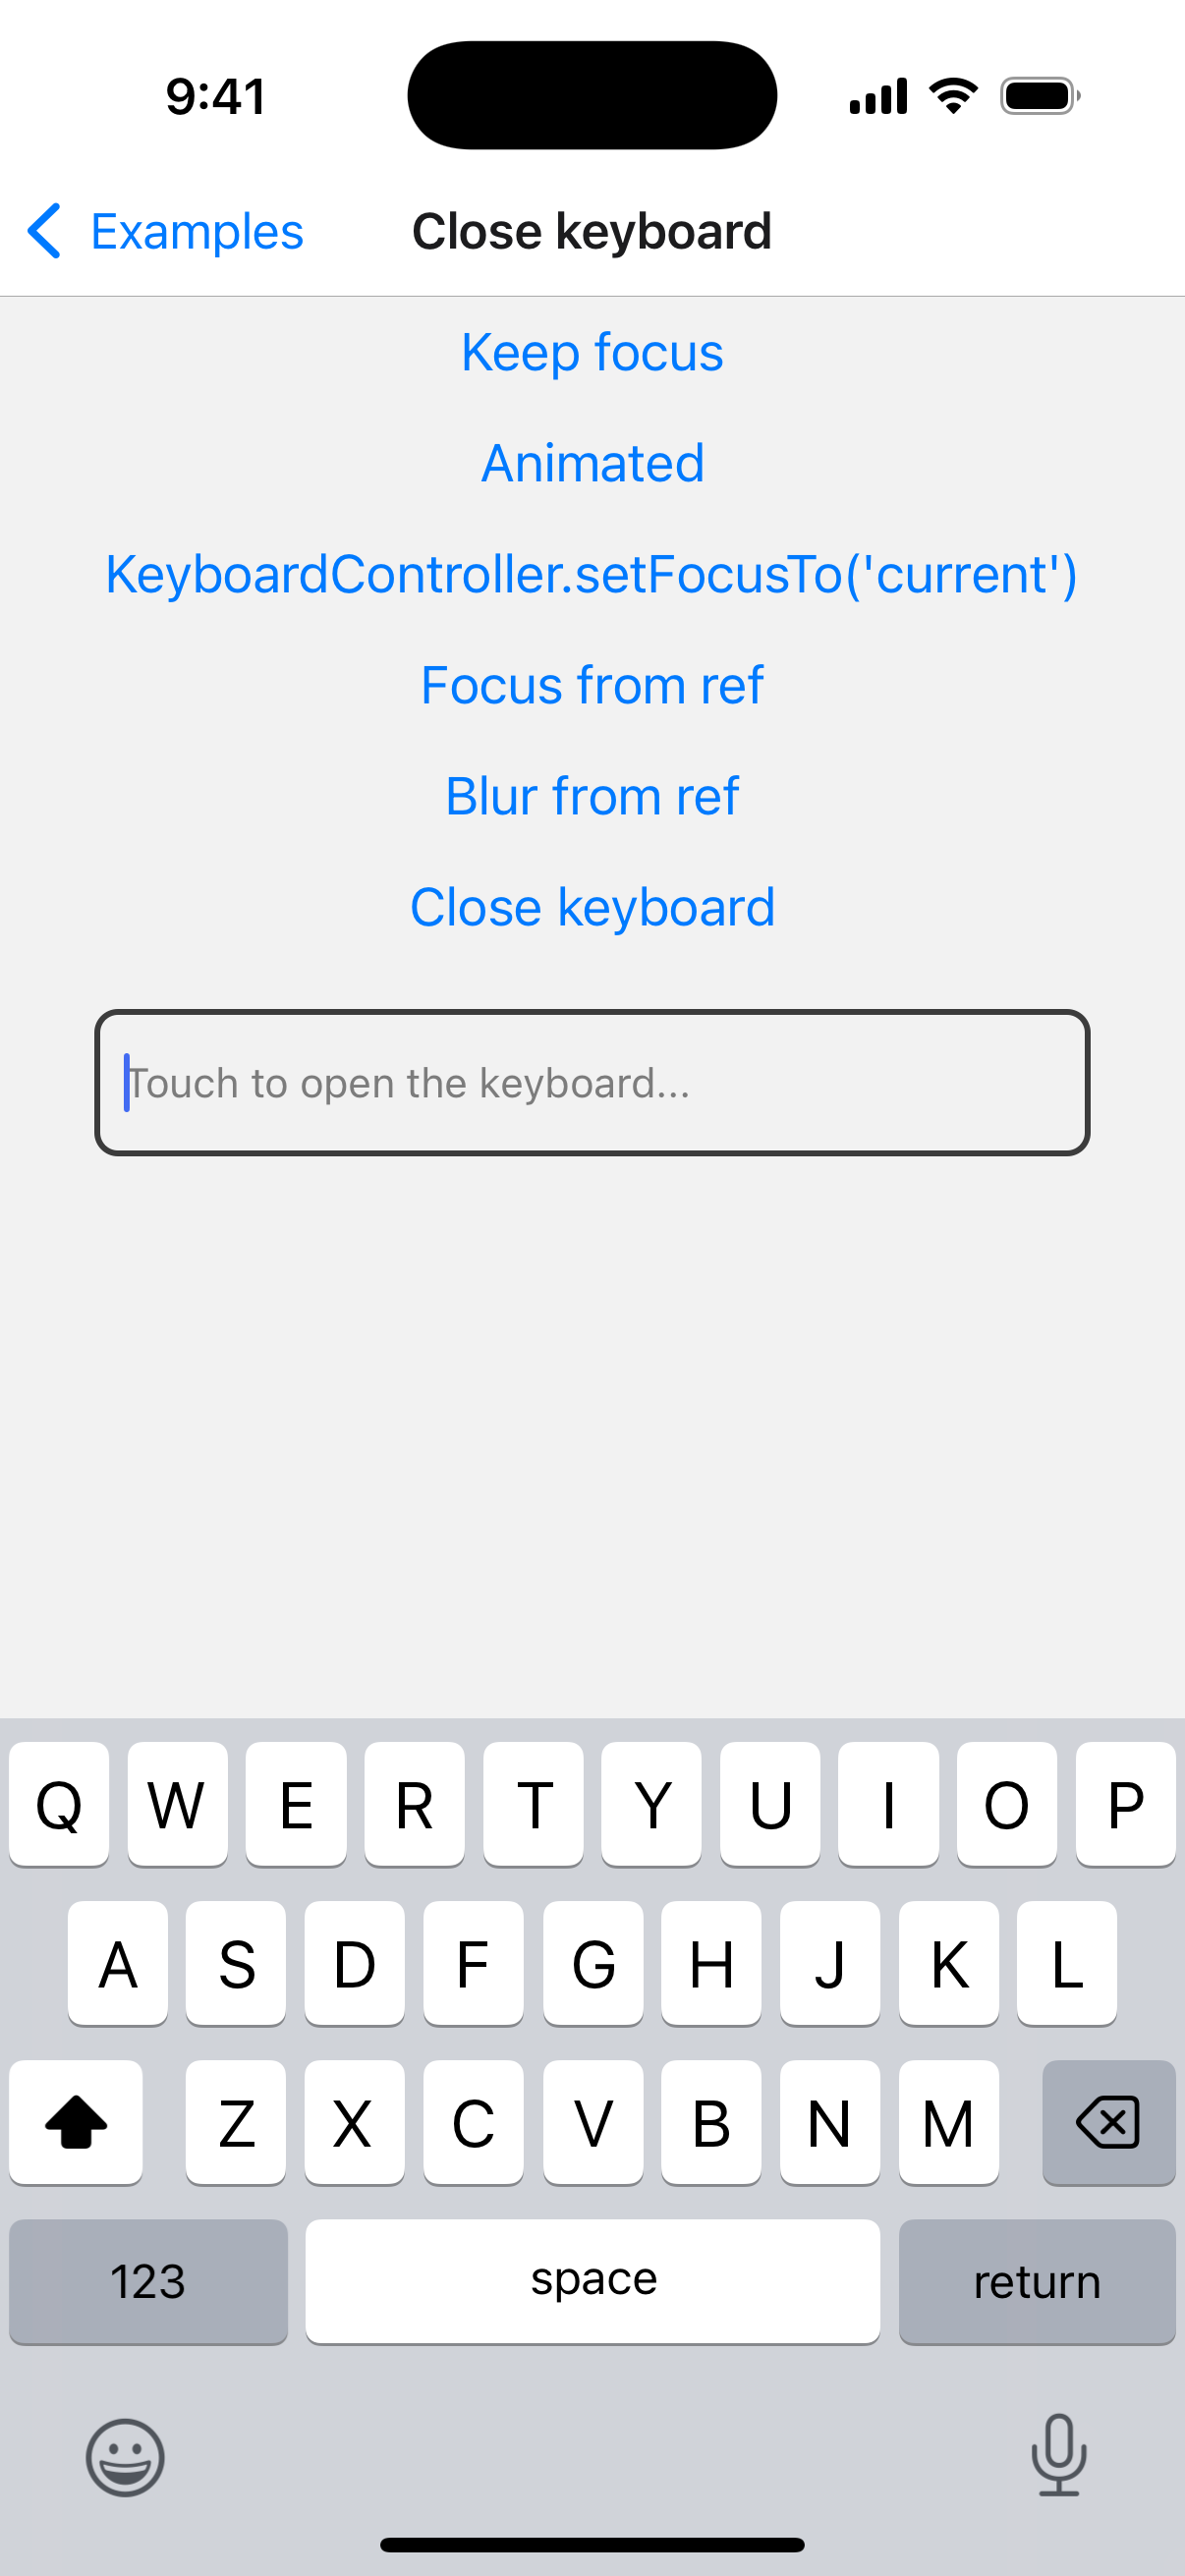 9:41
Examples Close keyboard
Keep focus
Animated
KeyboardController.setFocusTo('current')
Focus from ref
Blur from ref
Close keyboard
Touch to open the keyboard...
Q W E R T Y U I O P
A S D F G H J K L
Z X C V B N M
123 space return